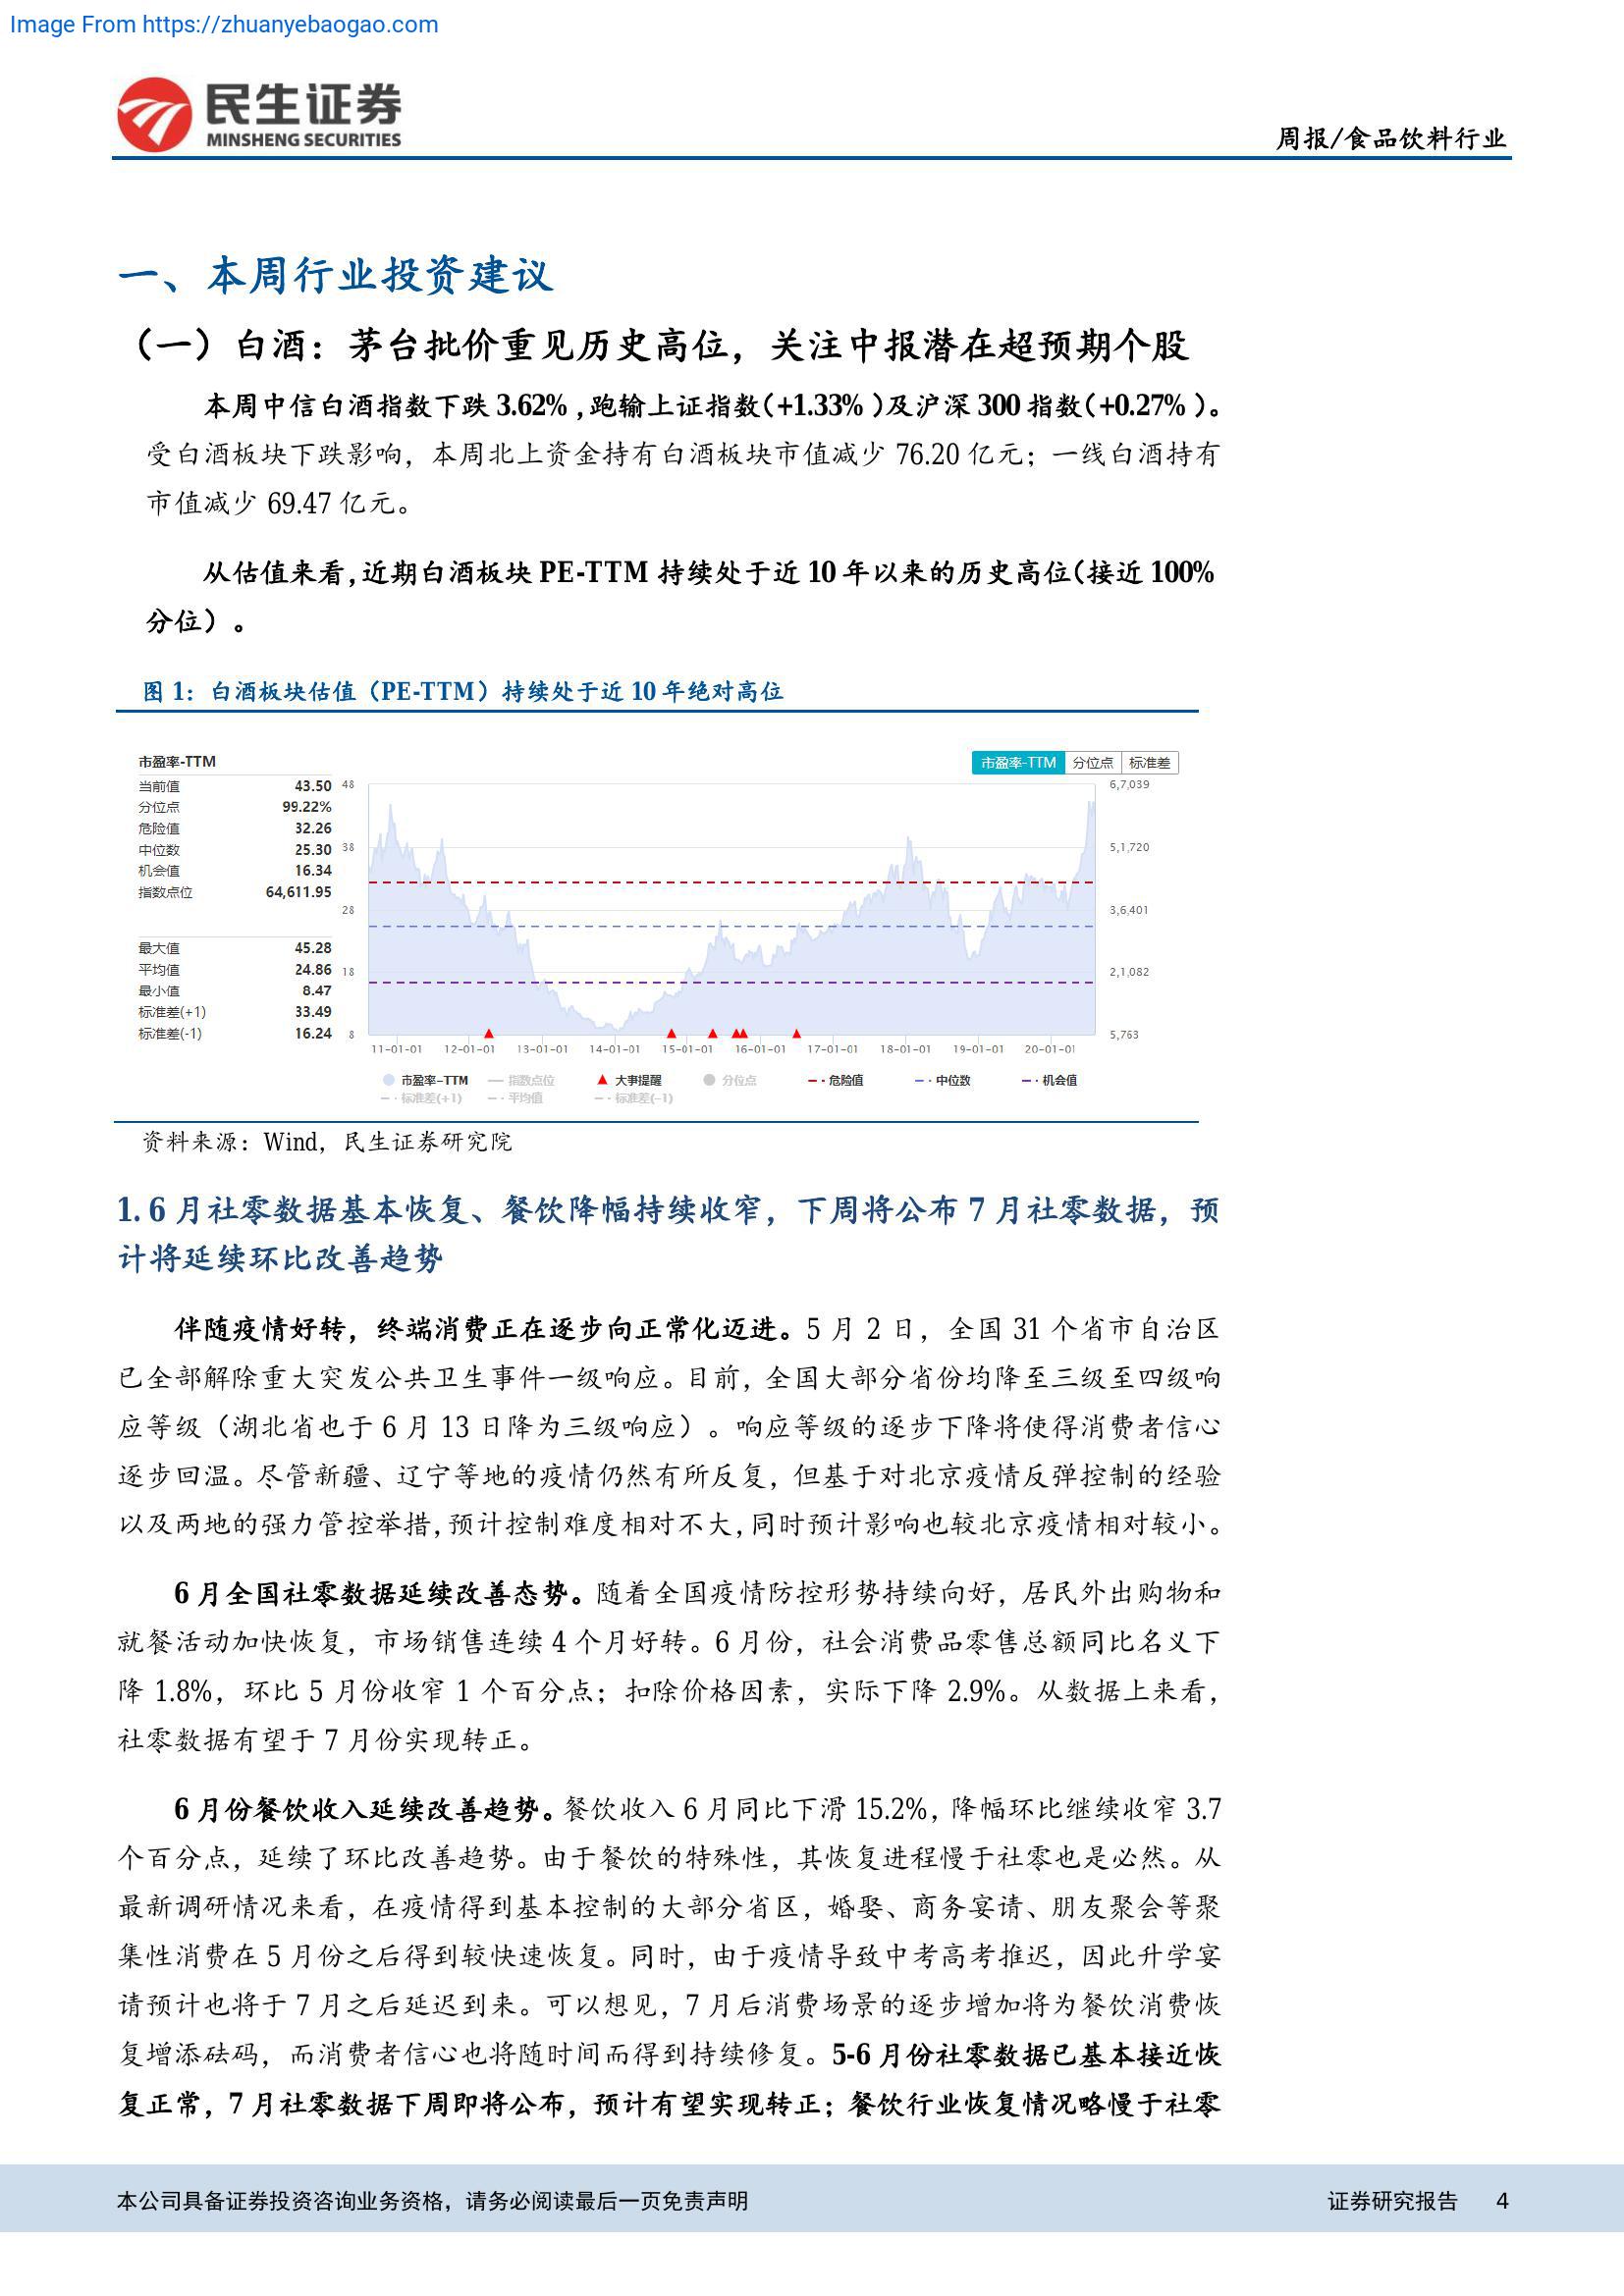 Image From https://zhuanyebaogao.com
民生证券
MINSHENG SECURITIES
周报/食品饮料行业
一、本周行业投资建议
（一）白酒：茅台批价重见历史高位，关注中报潜在超预期个股
本周中信白酒指数下跌 3.62%，跑输上证指数（+1.33%）及沪深 300 指数（+0.27%）。
受白酒板块下跌影响，本周北上资金持有白酒板块市值减少 76.20 亿元；一线白酒持有
市值减少 69.47 亿元。
从估值来看，近期白酒板块 PE-TTM 持续处于近 10 年以来的历史高位（接近 100%
分位）。
图 1：白酒板块估值（PE-TTM）持续处于近 10 年绝对高位
市盈率-TTM
市盈率-TTM 分位点 标准差
当前值 43.50
分位点 99.22%
危险值 32.26
中位数 25.30
机会值 16.34
指数点位 64,611.95
最大值 45.28
平均值 24.86
最小值 8.47
标准差(+1) 33.49
标准差(-1) 16.24
48 6,7,039
38 5,1,720
28 3,6,401
18 2,1,082
8 5,763
11-01-01 12-01-01 13-01-01 14-01-01 15-01-01 16-01-01 17-01-01 18-01-01 19-01-01 20-01-01
市盈率-TTM 指数点位 大事提醒 分位点 危险值 中位数 机会值
标准差(+1) 平均值 标准差(-1)
资料来源：Wind，民生证券研究院
1. 6 月社零数据基本恢复、餐饮降幅持续收窄，下周将公布 7 月社零数据，预
计将延续环比改善趋势
伴随疫情好转，终端消费正在逐步向正常化迈进。5 月 2 日，全国 31 个省市自治区
已全部解除重大突发公共卫生事件一级响应。目前，全国大部分省份均降至三级至四级响
应等级（湖北省也于 6 月 13 日降为三级响应）。响应等级的逐步下降将使得消费者信心
逐步回温。尽管新疆、辽宁等地的疫情仍然有所反复，但基于对北京疫情反弹控制的经验
以及两地的强力管控举措，预计控制难度相对不大，同时预计影响也较北京疫情相对较小。
6 月全国社零数据延续改善态势。随着全国疫情防控形势持续向好，居民外出购物和
就餐活动加快恢复，市场销售连续 4 个月好转。6 月份，社会消费品零售总额同比名义下
降 1.8%，环比 5 月份收窄 1 个百分点；扣除价格因素，实际下降 2.9%。从数据上来看，
社零数据有望于 7 月份实现转正。
6 月份餐饮收入延续改善趋势。餐饮收入 6 月同比下滑 15.2%，降幅环比继续收窄 3.7
个百分点，延续了环比改善趋势。由于餐饮的特殊性，其恢复进程慢于社零也是必然。从
最新调研情况来看，在疫情得到基本控制的大部分省区，婚娶、商务宴请、朋友聚会等聚
集性消费在 5 月份之后得到较快速恢复。同时，由于疫情导致中考高考推迟，因此升学宴
请预计也将于 7 月之后延迟到来。可以想见，7 月后消费场景的逐步增加将为餐饮消费恢
复增添砝码，而消费者信心也将随时间而得到持续修复。5-6 月份社零数据已基本接近恢
复正常，7 月社零数据下周即将公布，预计有望实现转正；餐饮行业恢复情况略慢于社零
本公司具备证券投资咨询业务资格，请务必阅读最后一页免责声明
证券研究报告 4